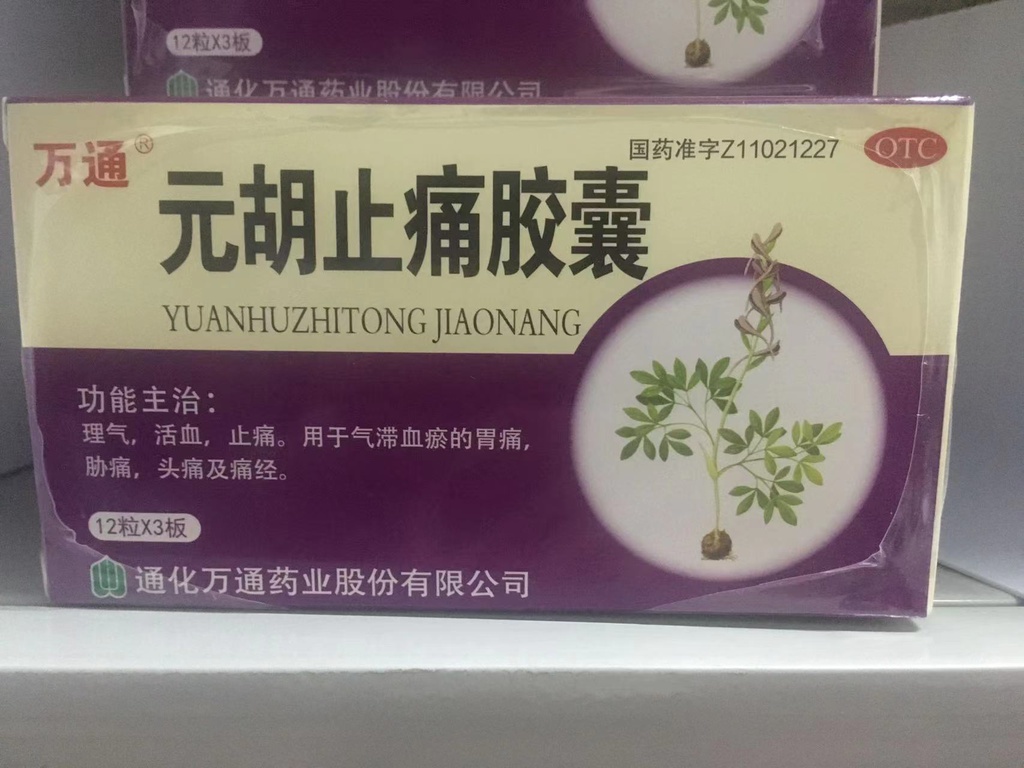 12粒X3板
通化万通药业股份有限公司
万通®
国药准字Z11021227
OTC
元胡止痛胶囊
YUANHUZHITONG JIAONANG
功能主治：
理气，活血，止痛。用于气滞血瘀的胃痛，
胁痛，头痛及痛经。
12粒X3板
通化万通药业股份有限公司